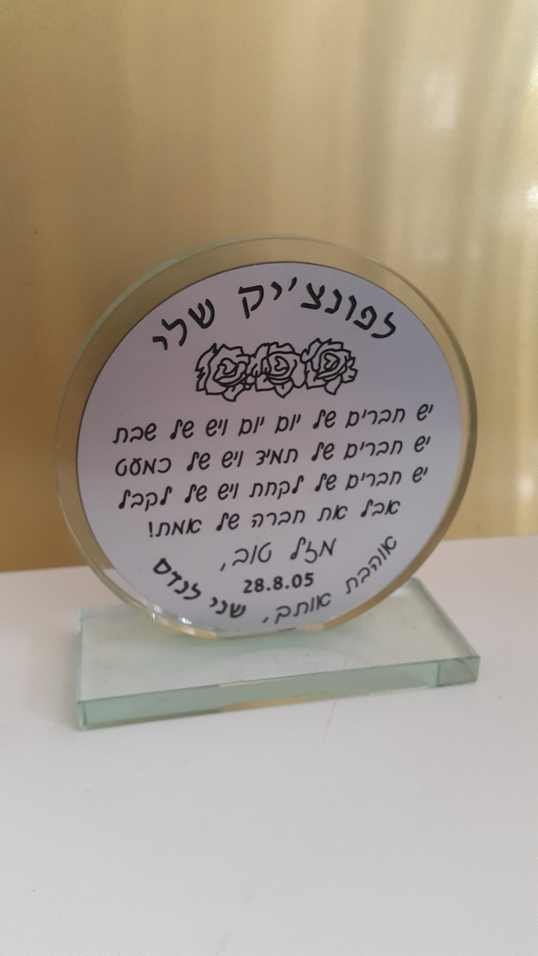 לפונצ'יק שלי
יש חברים של יום יום ויש של שבת
יש חברים של תמיד ויש של כמעט
יש חברים של לקחת ויש של לקבל
אבל את חברה של אמת!
מזל טוב,
28.8.05
אוהבת אותך, שני לנדס